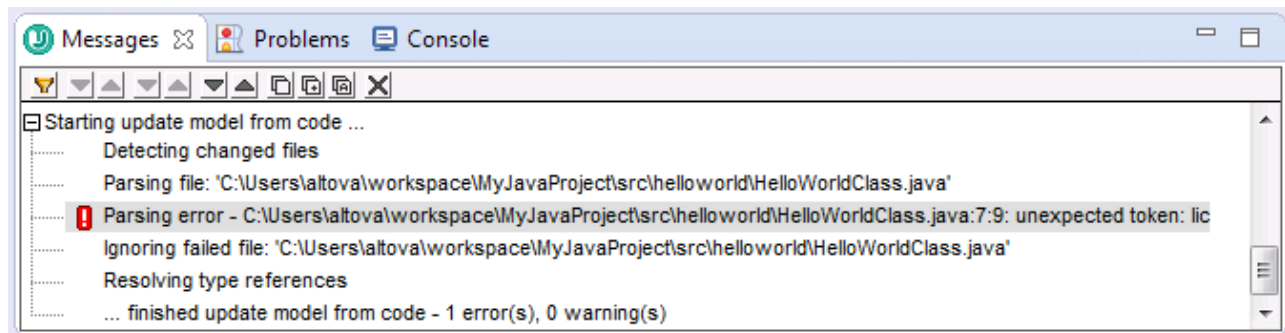 Messages Problems Console
Starting update model from code ...
Detecting changed files
Parsing file: 'C:\Users\altova\workspace\MyJavaProject\src\helloworld\HelloWorldClass.java'
Parsing error - C:\Users\altova\workspace\MyJavaProject\src\helloworld\HelloWorldClass.java:7:9: unexpected token: lic
Ignoring failed file: 'C:\Users\altova\workspace\MyJavaProject\src\helloworld\HelloWorldClass.java'
Resolving type references
... finished update model from code - 1 error(s), 0 warning(s)